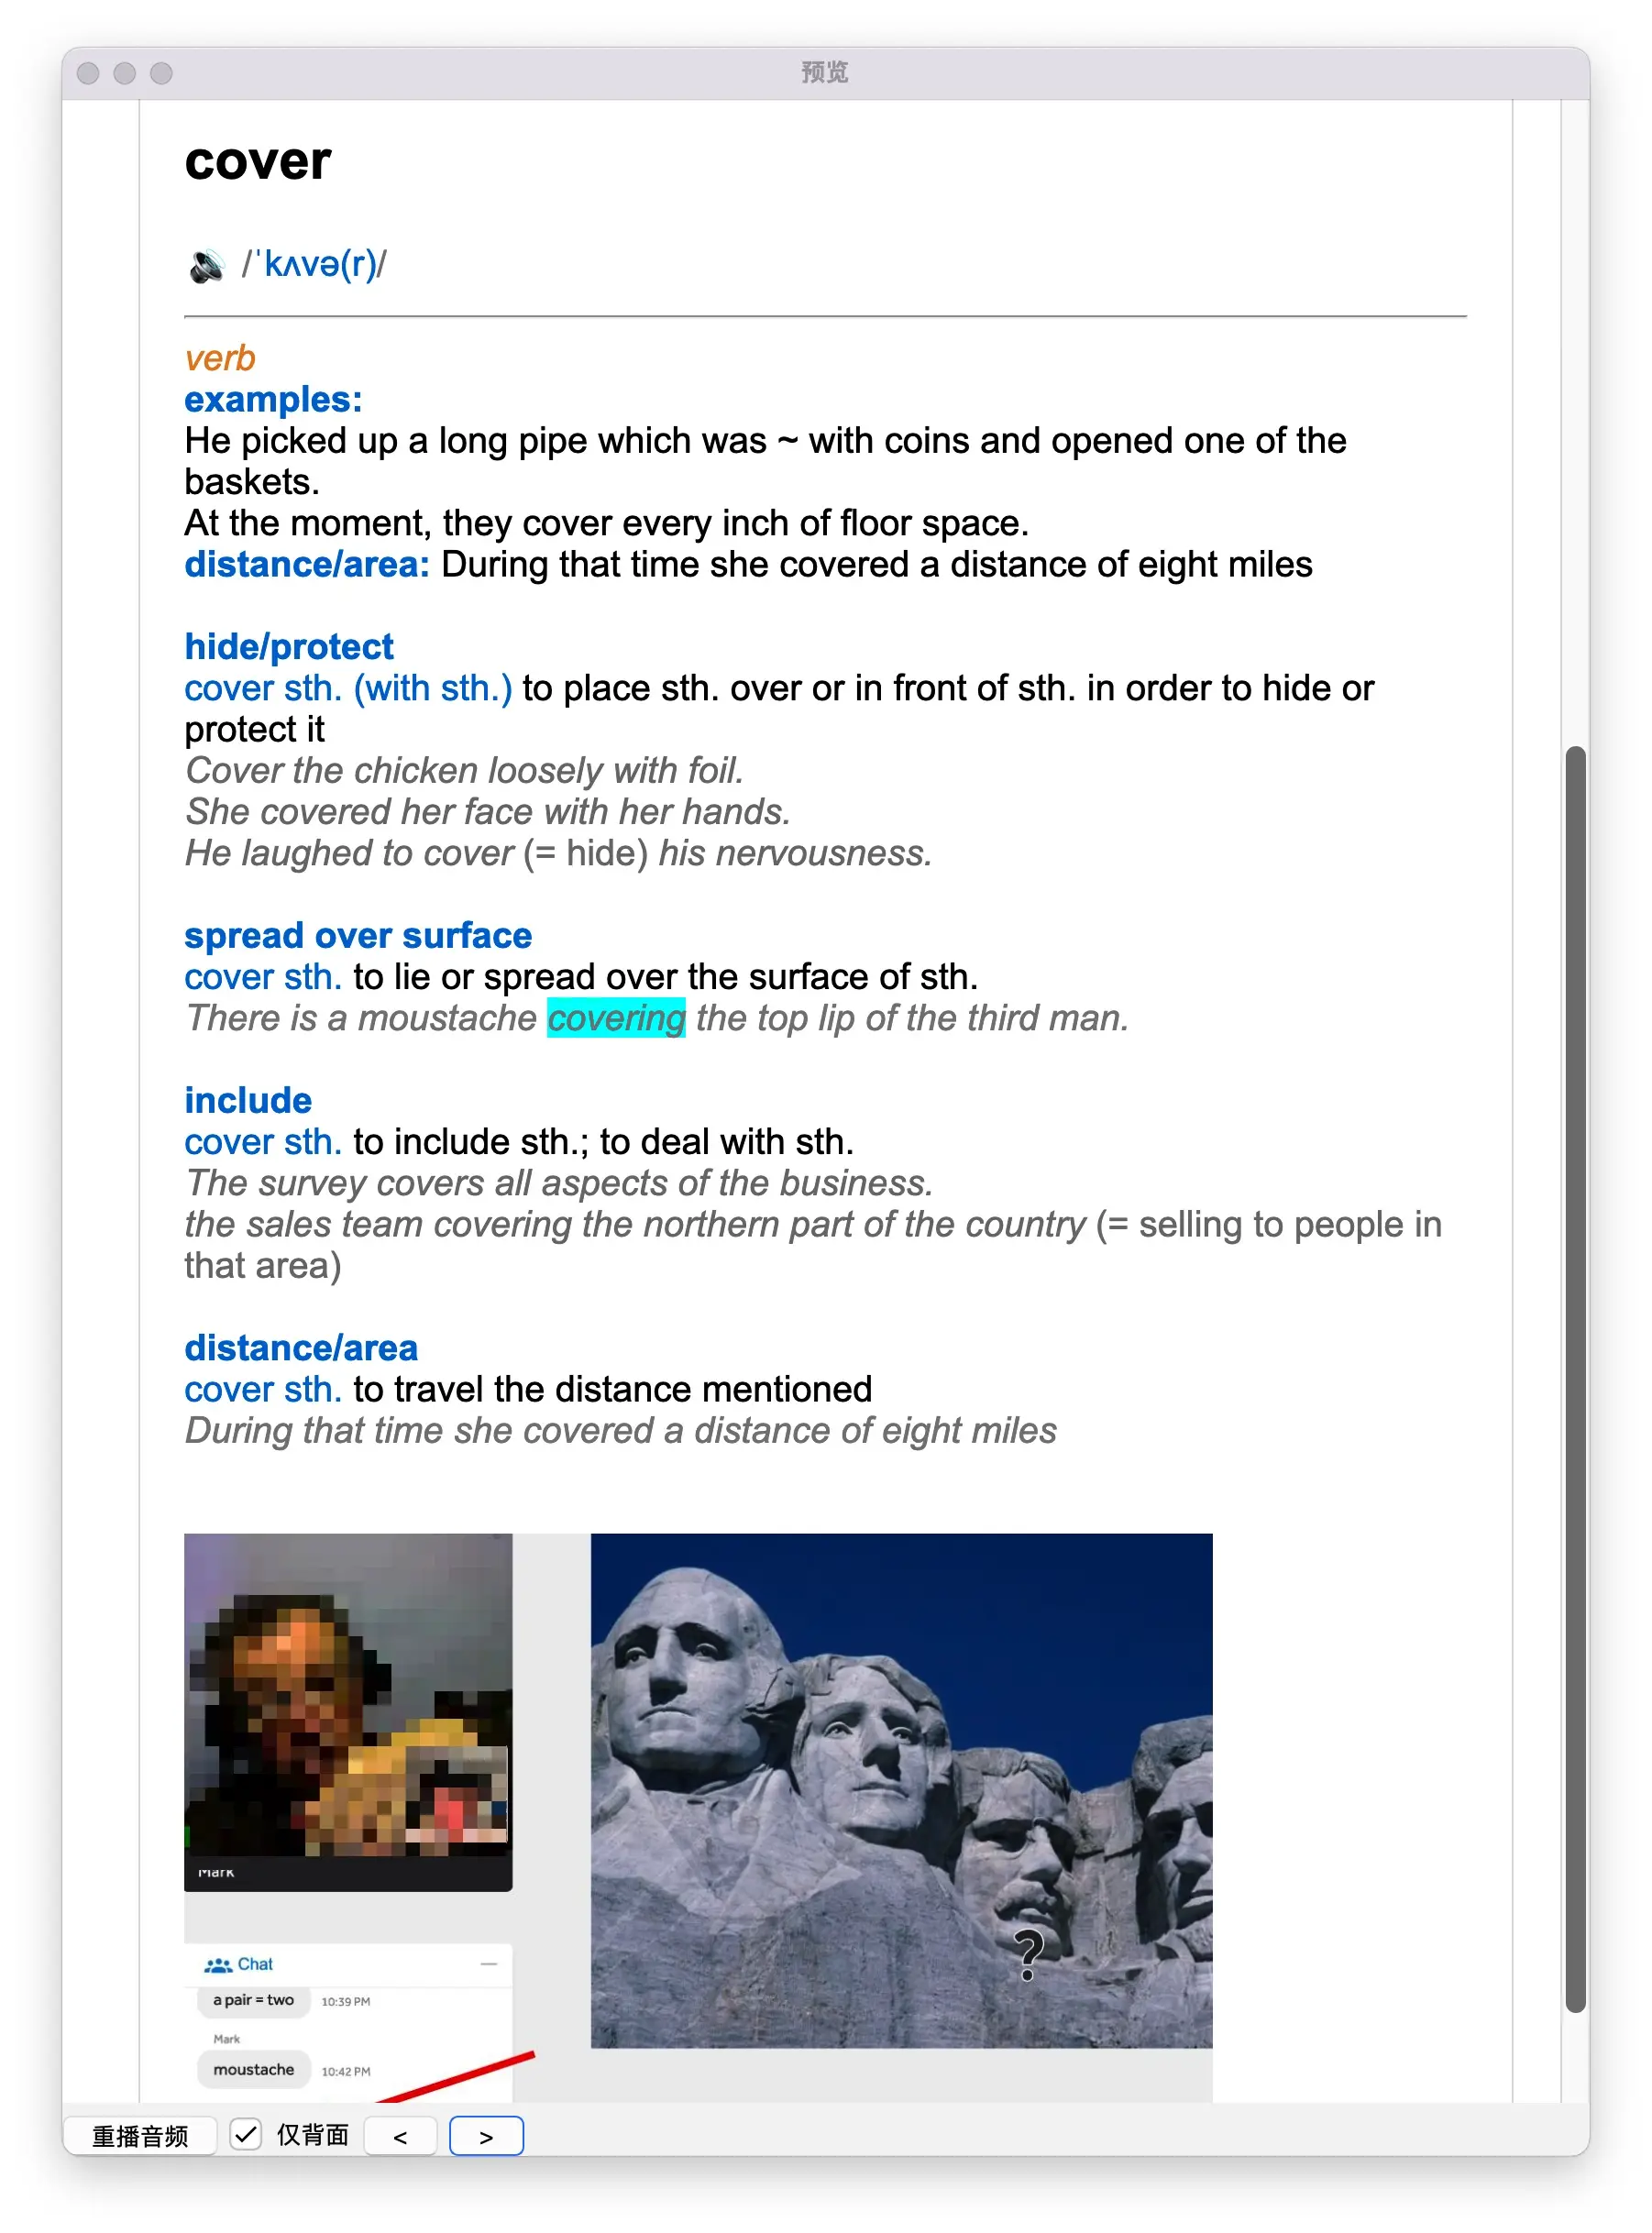 预览
cover
/ˈkʌvə(r)/
verb
examples:
He picked up a long pipe which was ~ with coins and opened one of the
baskets.
At the moment, they cover every inch of floor space.
distance/area: During that time she covered a distance of eight miles
hide/protect
cover sth. (with sth.) to place sth. over or in front of sth. in order to hide or
protect it
Cover the chicken loosely with foil.
She covered her face with her hands.
He laughed to cover (= hide) his nervousness.
spread over surface
cover sth. to lie or spread over the surface of sth.
There is a moustache covering the top lip of the third man.
include
cover sth. to include sth.; to deal with sth.
The survey covers all aspects of the business.
the sales team covering the northern part of the country (= selling to people in
that area)
distance/area
cover sth. to travel the distance mentioned
During that time she covered a distance of eight miles
Mark
?
Chat
a pair = two 10:39 PM
Mark
moustache 10:42 PM
重播音频 仅背面 < >